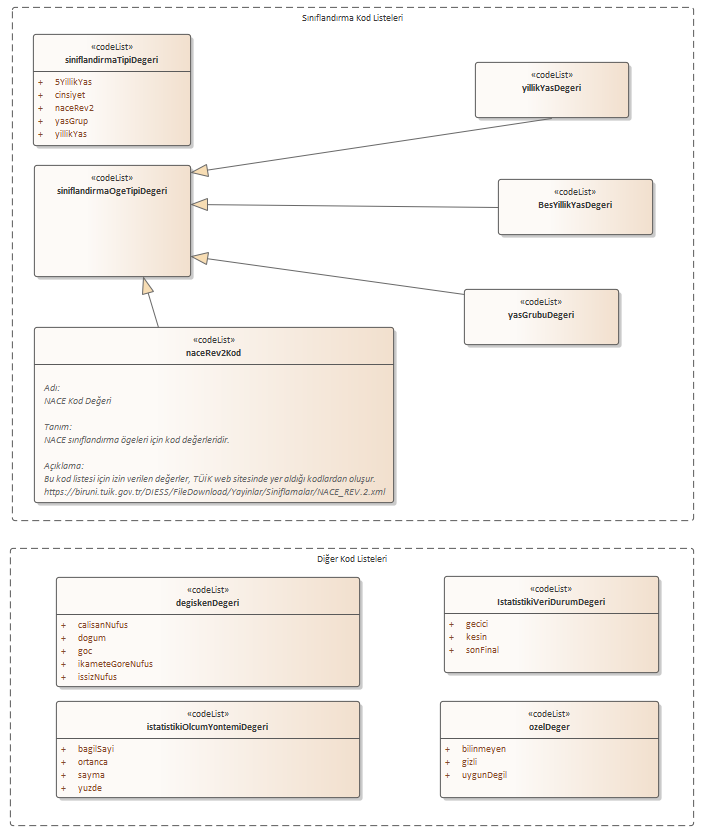 Sınıflandırma Kod Listeleri
«codeList»
siniflandirmaTipiDegeri
+ 5YillikYas
+ cinsiyet
+ naceRev2
+ yasGrup
+ yillikYas
«codeList»
yillikYasDegeri
«codeList»
siniflandirmaOgeTipiDegeri
«codeList»
BesYillikYasDegeri
«codeList»
yasGrubuDegeri
«codeList»
naceRev2Kod
Adı:
NACE Kod Değeri
Tanım:
NACE sınıflandırma ögeleri için kod değerleridir.
Açıklama:
Bu kod listesi için izin verilen değerler, TÜİK web sitesinde yer aldığı kodlardan oluşur.
https://biruni.tuik.gov.tr/DIESS/FileDownload/Yayinlar/Siniflamalar/NACE_REV.2.xml
Diğer Kod Listeleri
«codeList»
degiskenDegeri
+ calisanNufus
+ dogum
+ goc
+ ikameteGoreNufus
+ issizNufus
«codeList»
IstatistikiVeriDurumDegeri
+ gecici
+ kesin
+ sonFinal
«codeList»
istatistikiOlcumYontemiDegeri
+ bagilSayi
+ ortanca
+ sayma
+ yuzde
«codeList»
ozelDeger
+ bilinmeyen
+ gizli
+ uygunDegil